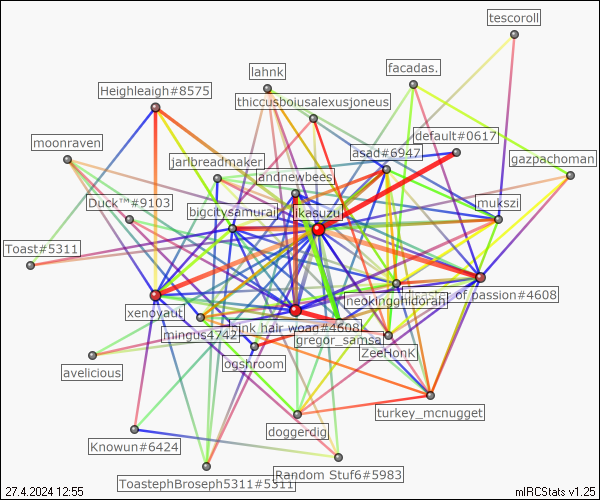 tescoroll
lahnk
facadas.
Heighleaigh#8575
thiccusboiusalexusjoneus
default#0617
moonraven
asad#6947
gazpachoman
jarlbreadmaker
andnewbees
Duck™#9103
mukszi
bigcitysamurai
ikasuzu
Toast#5311
of passion#4608
neokingghidorah
xenoyaut
mingus4742
pink hair woag#4608
gregor_samsa
ZeeHonK
ogshroom
avelicious
turkey_mcnugget
doggerdig
Knowun#6424
Random Stuf6#5983
ToastephBroseph5311#5311
27.4.2024 12:55
mIRCStats v1.25